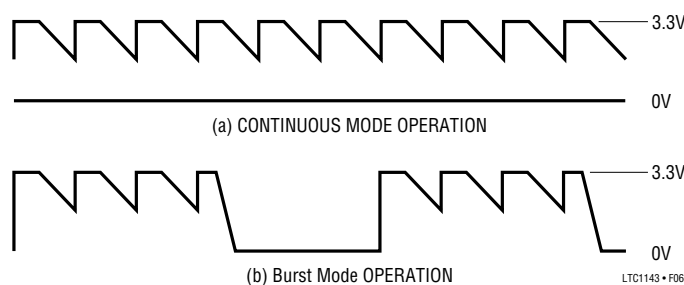 3.3V
0V
(a) CONTINUOUS MODE OPERATION
3.3V
0V
(b) Burst Mode OPERATION
LTC1143 • F06